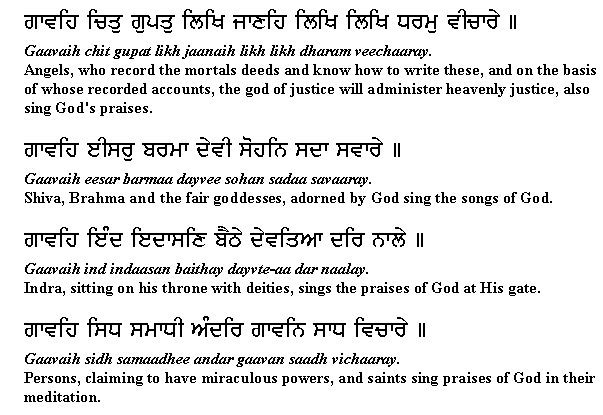 ਗਾਵਹਿ ਚਿਤੁ ਗੁਪਤੁ ਲਿਖਿ ਜਾਣਹਿ ਲਿਖਿ ਲਿਖਿ ਧਰਮੁ ਵੀਚਾਰੇ ॥
Gaavaih chit gupat likh jaanaih likh likh dharam veechaaray.
Angels, who record the mortals deeds and know how to write these, and on the basis
of whose recorded accounts, the god of justice will administer heavenly justice, also
sing God's praises.
ਗਾਵਹਿ ਈਸਰੁ ਬਰਮਾ ਦੇਵੀ ਸੋਹਨਿ ਸਦਾ ਸਵਾਰੇ ॥
Gaavaih eesar barmaa dayvee sohan sadaa savaaray.
Shiva, Brahma and the fair goddesses, adorned by God sing the songs of God.
ਗਾਵਹਿ ਇੰਦ ਇਦਾਸਣਿ ਬੈਠੇ ਦੇਵਤਿਆ ਦਰਿ ਨਾਲੇ ॥
Gaavaih ind indaasan baithay dayvte-aa dar naalay.
Indra, sitting on his throne with deities, sings the praises of God at His gate.
ਗਾਵਹਿ ਸਿਧ ਸਮਾਧੀ ਅੰਦਰਿ ਗਾਵਨਿ ਸਾਧ ਵਿਚਾਰੇ ॥
Gaavaih sidh samaadhee andar gaavan saadh vichaaray.
Persons, claiming to have miraculous powers, and saints sing praises of God in their
meditation.